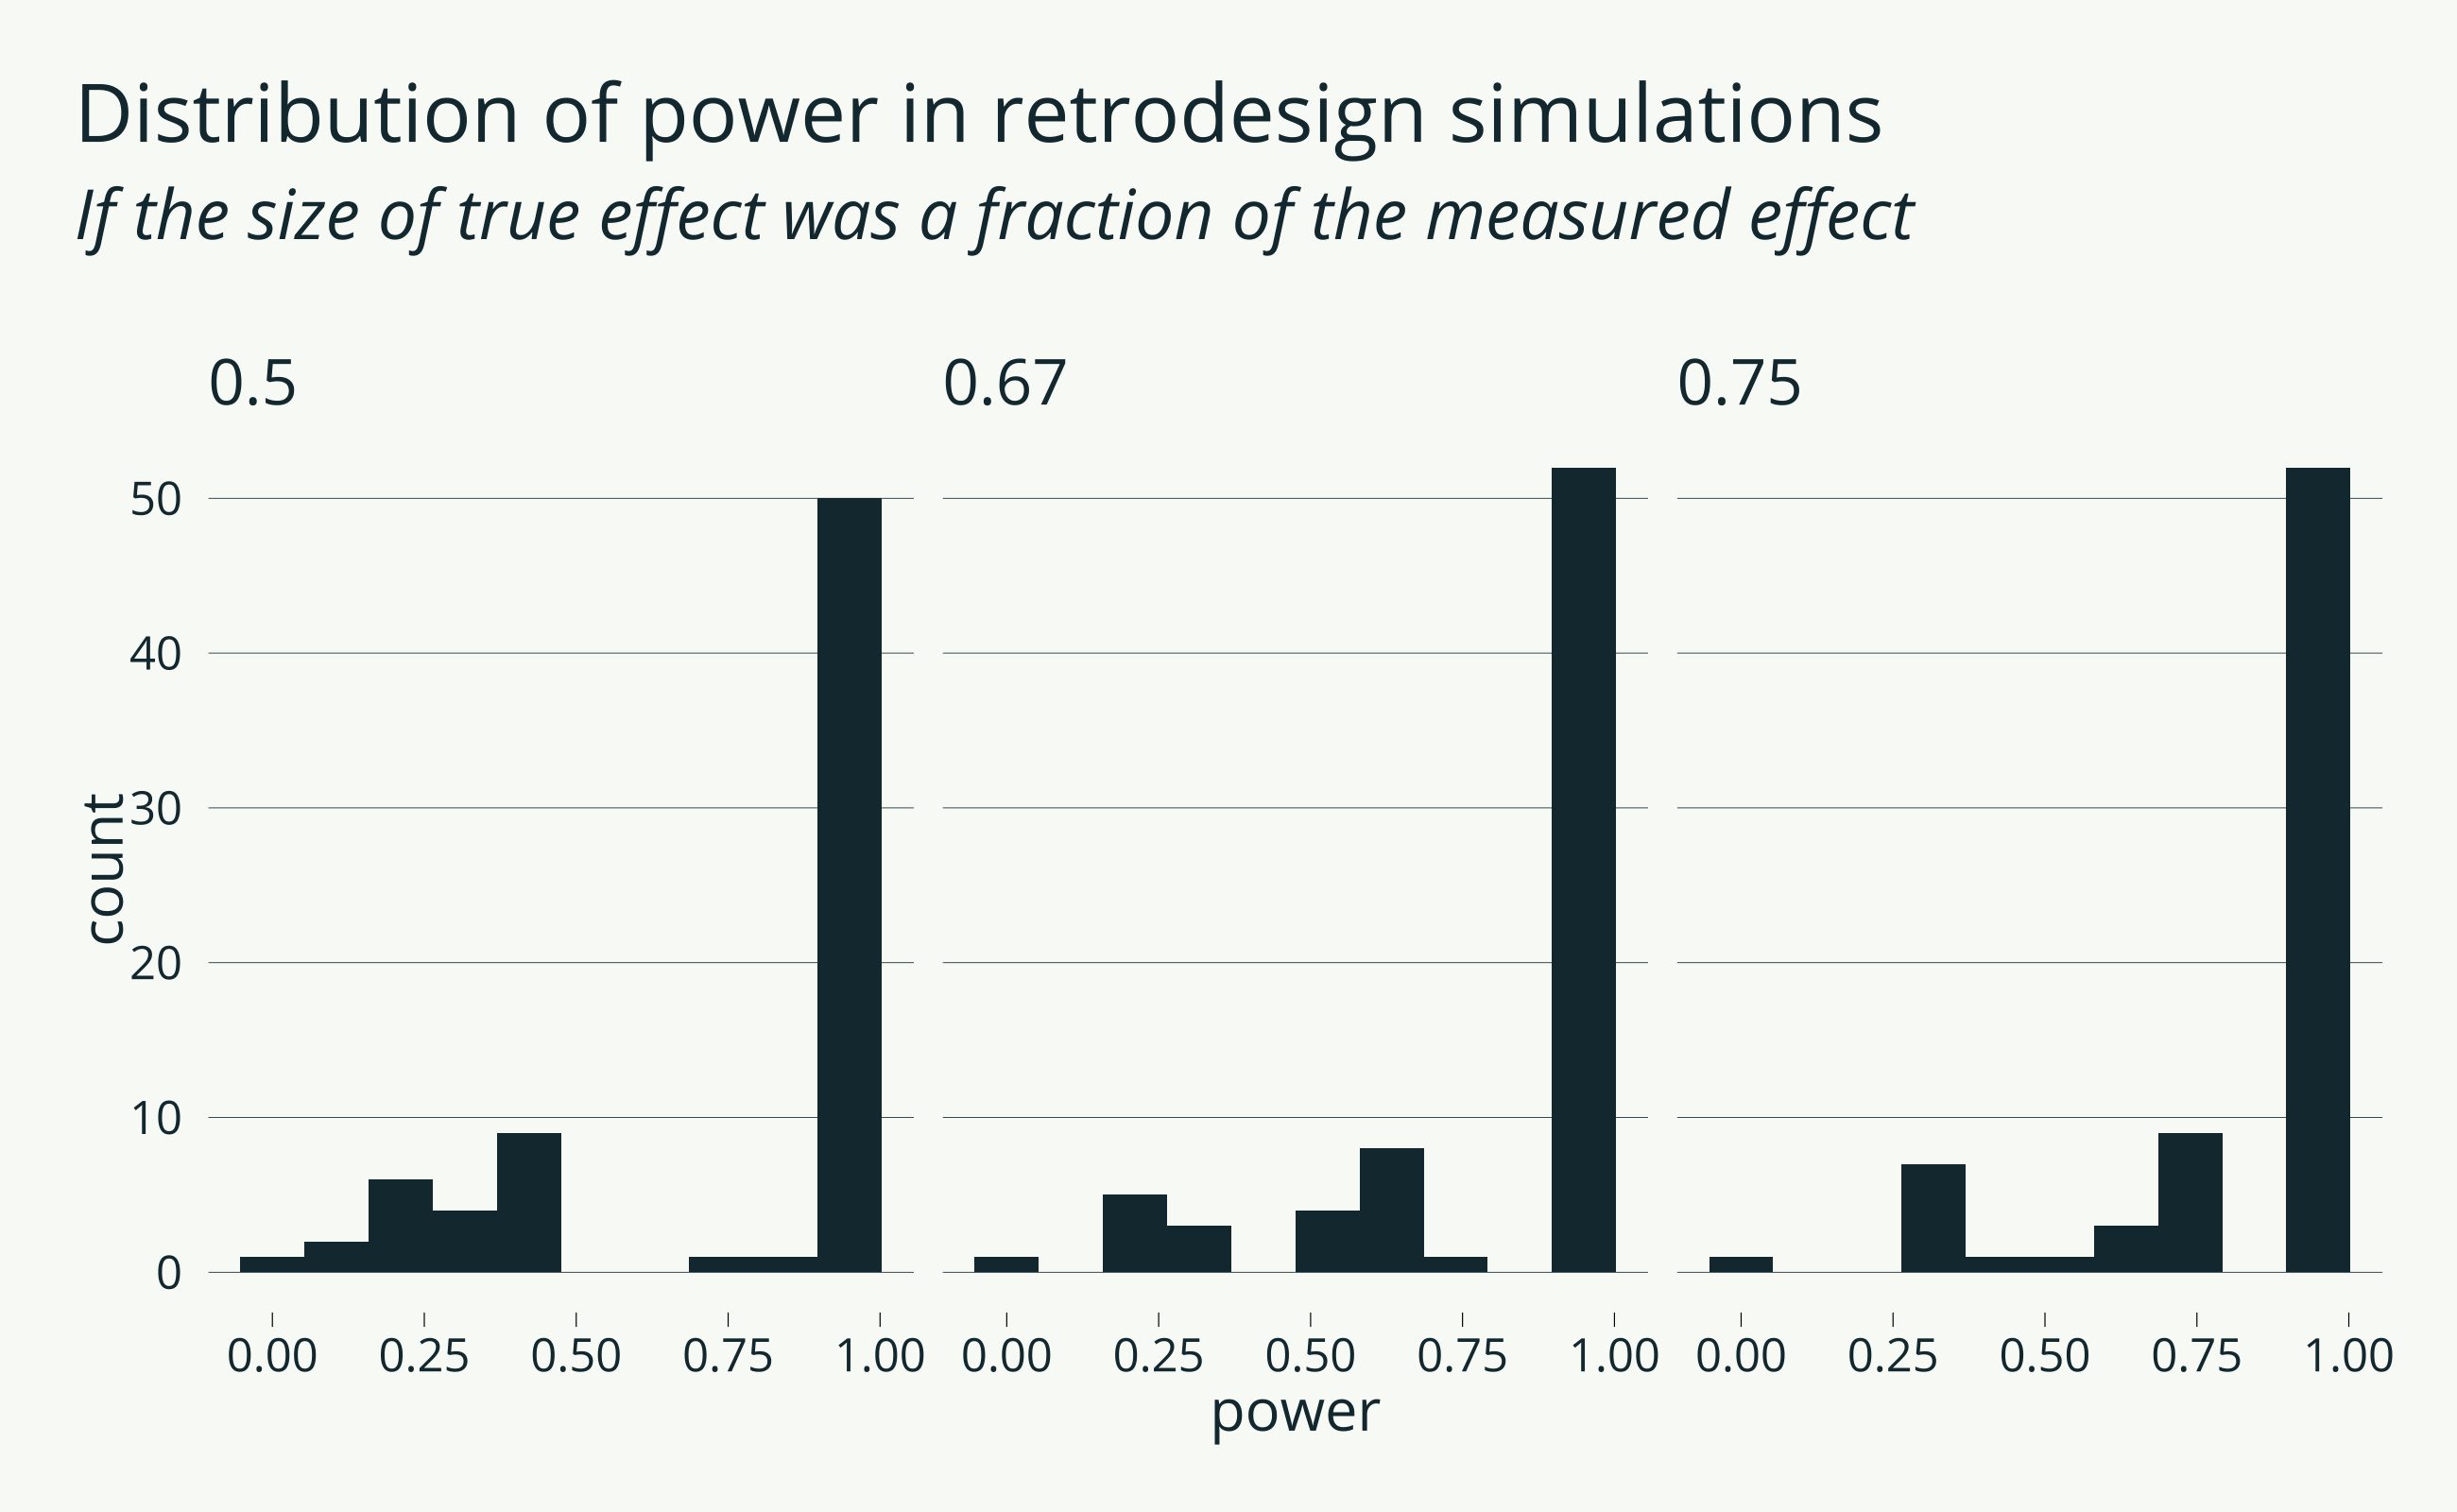 Distribution of power in retrodesign simulations
If the size of true effect was a fraction of the measured effect
0.5 0.67 0.75
50
40
30
20
10
0
count
0.00 0.25 0.50 0.75 1.00 0.00 0.25 0.50 0.75 1.00 0.00 0.25 0.50 0.75 1.00
power